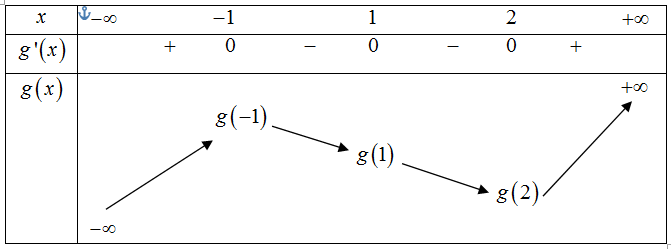 x −∞ −1 1 2 +∞
g'(x) + 0 − 0 − 0 +
g(x) +∞
g(−1)
g(1)
g(2)
−∞